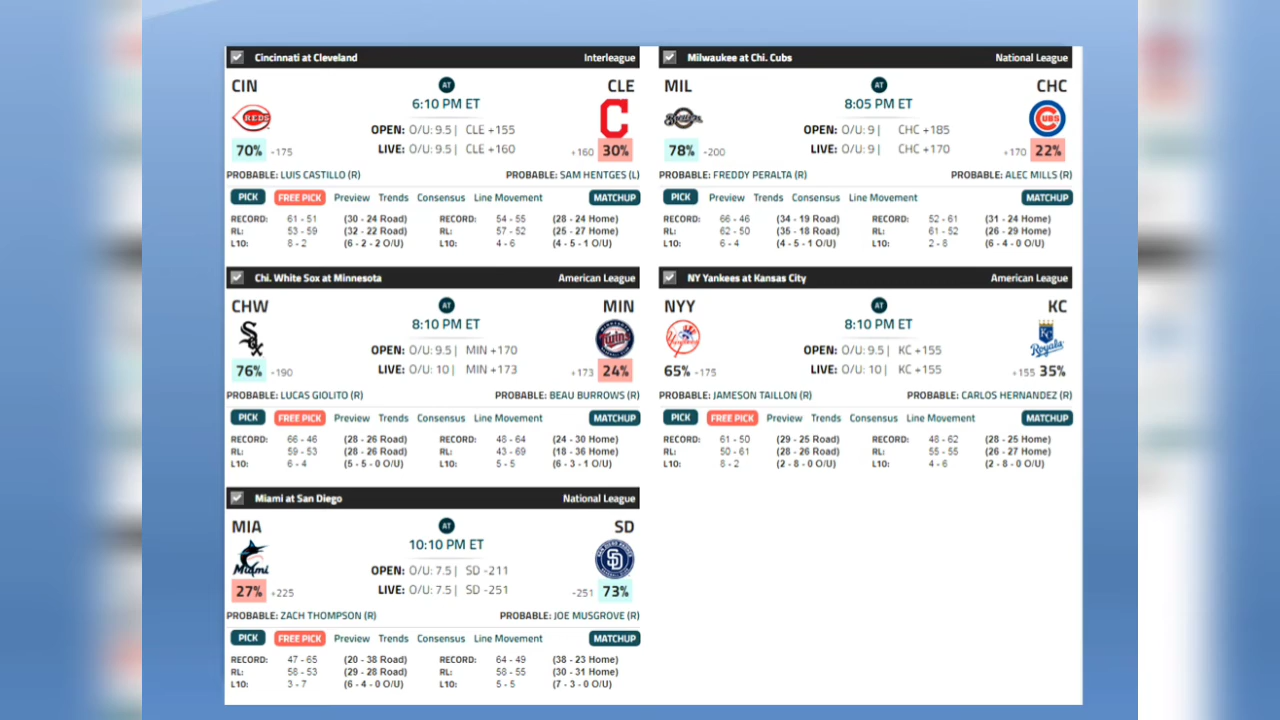 Cincinnati at Cleveland Interleague
CIN AT CLE
6:10 PM ET
REDS
OPEN: O/U: 9.5 | CLE +155
LIVE: O/U: 9.5 | CLE +160
70% -175 +160 30%
PROBABLE: LUIS CASTILLO (R) PROBABLE: SAM HENTGES (L)
PICK FREE PICK Preview Trends Consensus Line Movement MATCHUP
RECORD: 61 - 51 (30 - 24 Road) RECORD: 54 - 55 (28 - 24 Home)
RL: 53 - 59 (32 - 22 Road) RL: 57 - 52 (25 - 27 Home)
L10: 8 - 2 (6 - 2 - 2 O/U) L10: 4 - 6 (4 - 5 - 1 O/U)
Milwaukee at Chi. Cubs National League
MIL AT CHC
8:05 PM ET
Brewers UBS
OPEN: O/U: 9 | CHC +185
LIVE: O/U: 9 | CHC +170
78% -200 +170 22%
PROBABLE: FREDDY PERALTA (R) PROBABLE: ALEC MILLS (R)
PICK Preview Trends Consensus Line Movement MATCHUP
RECORD: 66 - 46 (34 - 19 Road) RECORD: 52 - 61 (31 - 24 Home)
RL: 62 - 50 (35 - 18 Road) RL: 61 - 52 (26 - 29 Home)
L10: 6 - 4 (4 - 5 - 1 O/U) L10: 2 - 8 (6 - 4 - 0 O/U)
Chi. White Sox at Minnesota American League
CHW AT MIN
8:10 PM ET
Sox Twins
OPEN: O/U: 9.5 | MIN +170
LIVE: O/U: 10 | MIN +173
76% -190 +173 24%
PROBABLE: LUCAS GIOLITO (R) PROBABLE: BEAU BURROWS (R)
PICK FREE PICK Preview Trends Consensus Line Movement MATCHUP
RECORD: 66 - 46 (28 - 26 Road) RECORD: 48 - 64 (24 - 30 Home)
RL: 59 - 53 (28 - 26 Road) RL: 43 - 69 (18 - 36 Home)
L10: 6 - 4 (5 - 5 - 0 O/U) L10: 5 - 5 (6 - 3 - 1 O/U)
NY Yankees at Kansas City American League
NYY AT KC
8:10 PM ET
Yankees KC Royals
OPEN: O/U: 9.5 | KC +155
LIVE: O/U: 10 | KC +155
65% -175 +155 35%
PROBABLE: JAMESON TAILLON (R) PROBABLE: CARLOS HERNANDEZ (R)
PICK FREE PICK Preview Trends Consensus Line Movement MATCHUP
RECORD: 61 - 50 (29 - 25 Road) RECORD: 48 - 62 (28 - 25 Home)
RL: 50 - 61 (28 - 26 Road) RL: 55 - 55 (26 - 27 Home)
L10: 8 - 2 (2 - 8 - 0 O/U) L10: 4 - 6 (2 - 8 - 0 O/U)
Miami at San Diego National League
MIA AT SD
10:10 PM ET
Miami SD
OPEN: O/U: 7.5 | SD -211
LIVE: O/U: 7.5 | SD -251
27% +225 -251 73%
PROBABLE: ZACH THOMPSON (R) PROBABLE: JOE MUSGROVE (R)
PICK FREE PICK Preview Trends Consensus Line Movement MATCHUP
RECORD: 47 - 65 (20 - 38 Road) RECORD: 64 - 49 (38 - 23 Home)
RL: 58 - 53 (29 - 28 Road) RL: 58 - 55 (30 - 31 Home)
L10: 3 - 7 (6 - 4 - 0 O/U) L10: 5 - 5 (7 - 3 - 0 O/U)